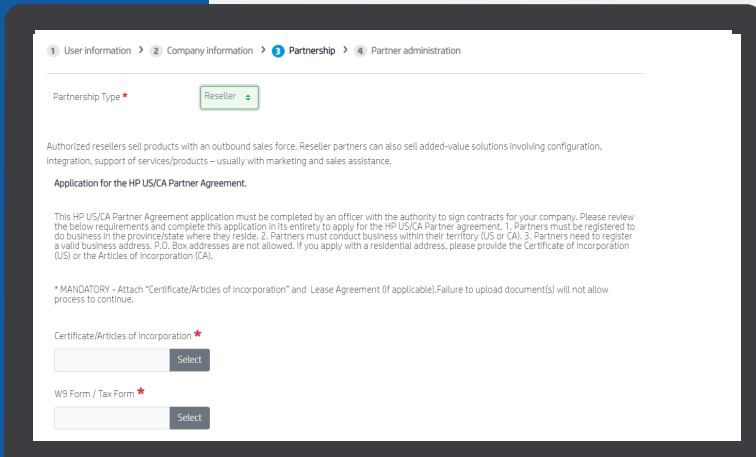 1 User information > 2 Company information > 3 Partnership > 4 Partner administration
Partnership Type *
Reseller
Authorized resellers sell products with an outbound sales force. Reseller partners can also sell added-value solutions involving configuration,
integration, support of services/products – usually with marketing and sales assistance.
Application for the HP US/CA Partner Agreement.
This HP US/CA Partner Agreement application must be completed by an officer with the authority to sign contracts for your company. Please review
the below requirements and complete this application in its entirety to apply for the HP US/CA Partner agreement. 1. Partners must be registered to
do business in the province/state where they reside. 2. Partners must conduct business within their territory (US or CA). 3. Partners need to register
a valid business address. P.O. Box addresses are not allowed. If you apply with a residential address, please provide the Certificate of Incorporation
(US) or the Articles of Incorporation (CA).
* MANDATORY - Attach "Certificate/Articles of Incorporation" and Lease Agreement (if applicable).Failure to upload document(s) will not allow
process to continue.
Certificate/Articles of Incorporation *
Select
W9 Form / Tax Form *
Select